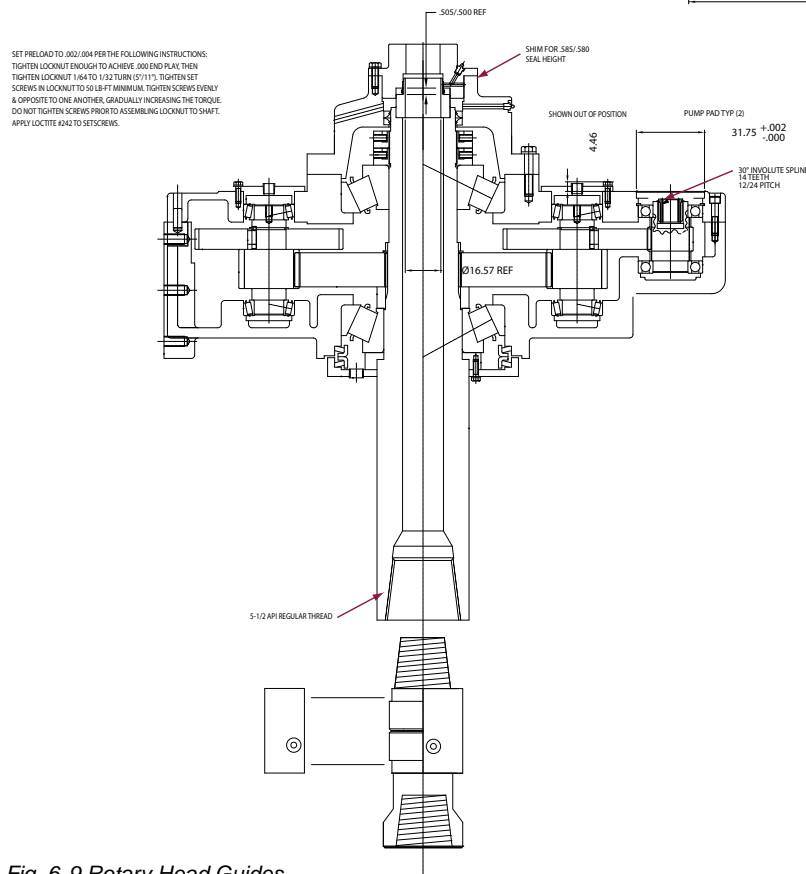 .505/.500 REF
SET PRELOAD TO .002/.004 PER THE FOLLOWING INSTRUCTIONS:
TIGHTEN LOCKNUT ENOUGH TO ACHIEVE .000 END PLAY, THEN
TIGHTEN LOCKNUT 1/64 TO 1/32 TURN (5"/11"). TIGHTEN SET
SCREWS IN LOCKNUT TO 50 LB-FT MINIMUM. TIGHTEN SCREWS EVENLY
& OPPOSITE TO ONE ANOTHER, GRADUALLY INCREASING THE TORQUE.
DO NOT TIGHTEN SCREWS PRIOR TO ASSEMBLING LOCKNUT TO SHAFT.
APPLY LOCTITE #242 TO SETSCREWS.
SHIM FOR .585/.580
SEAL HEIGHT
SHOWN OUT OF POSITION
4.46
PUMP PAD TYP (2)
31.75 +.002
-.000
30° INVOLUTE SPLINE
14 TEETH
12/24 PITCH
Ø16.57 REF
5-1/2 API REGULAR THREAD
Fig. 6-9 Rotary Head Guides